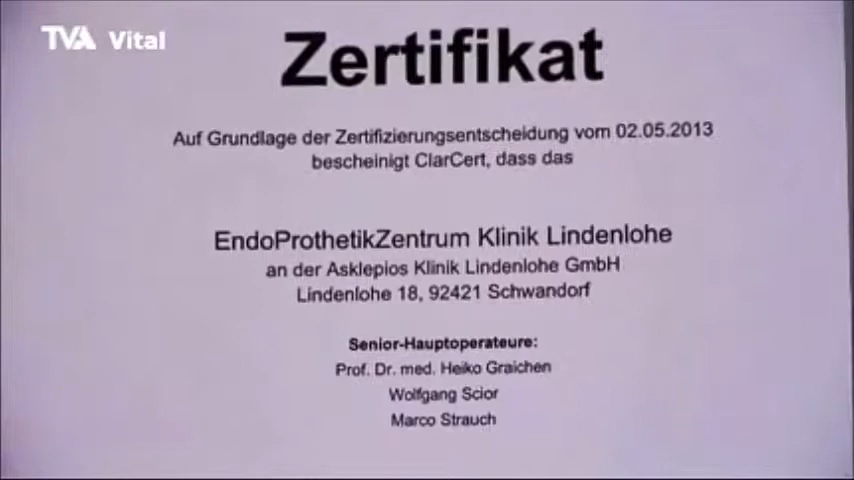 TVA Vital
Zertifikat
Auf Grundlage der Zertifizierungsentscheidung vom 02.05.2013
bescheinigt ClarCert, dass das
EndoProthetikZentrum Klinik Lindenlohe
an der Asklepios Klinik Lindenlohe GmbH
Lindenlohe 18, 92421 Schwandorf
Senior-Hauptoperateure:
Prof. Dr. med. Heiko Graichen
Wolfgang Scior
Marco Strauch